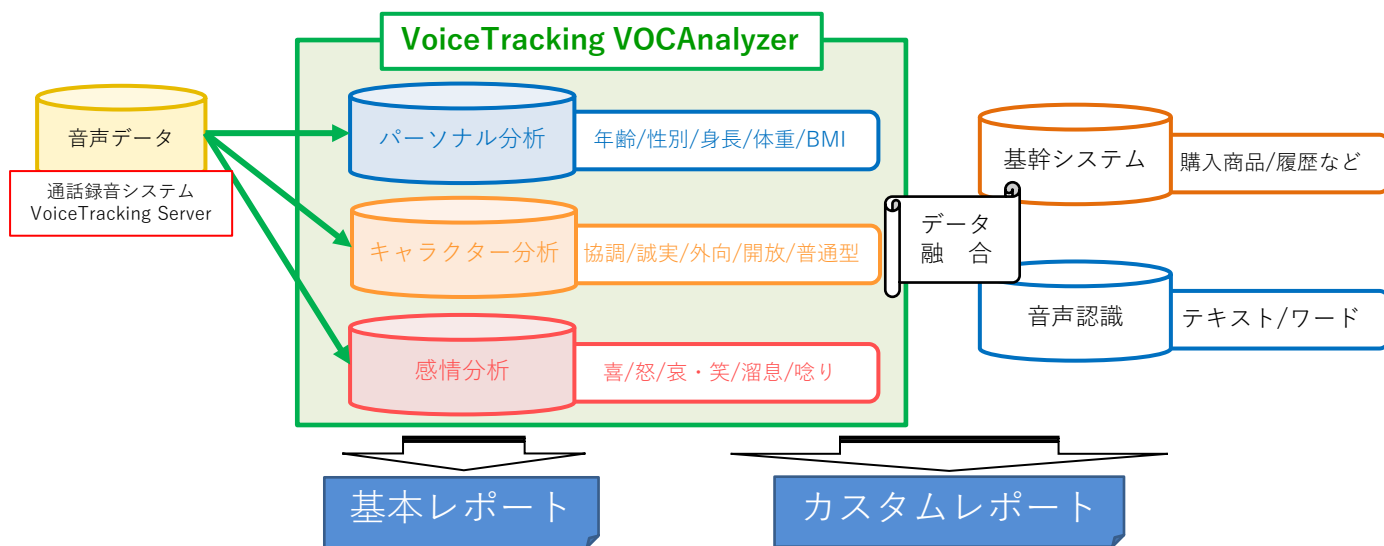 VoiceTracking VOCAnalyzer
音声データ
通話録音システム
VoiceTracking Server
パーソナル分析
年齢/性別/身長/体重/BMI
キャラクター分析
協調/誠実/外向/開放/普通型
感情分析
喜/怒/哀・笑/溜息/唸り
データ
融　合
基幹システム
購入商品/履歴など
音声認識
テキスト/ワード
基本レポート
カスタムレポート